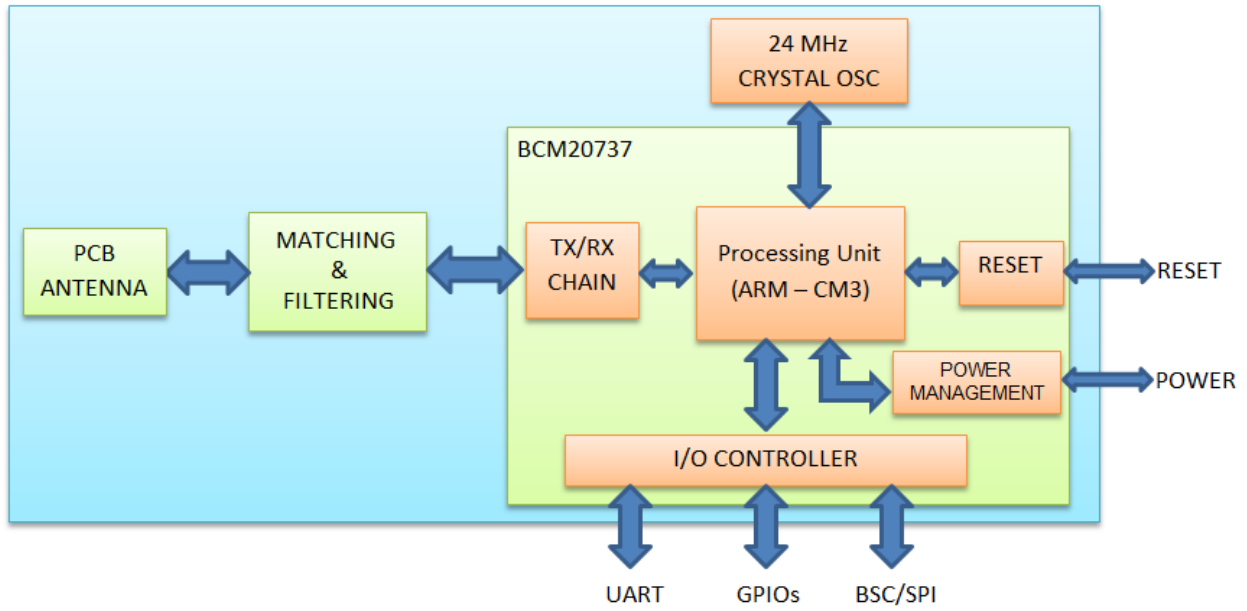 24 MHz
CRYSTAL OSC
BCM20737
PCB
ANTENNA
MATCHING
&
FILTERING
TX/RX
CHAIN
Processing Unit
(ARM – CM3)
RESET
RESET
POWER
MANAGEMENT
POWER
I/O CONTROLLER
UART
GPIOs
BSC/SPI